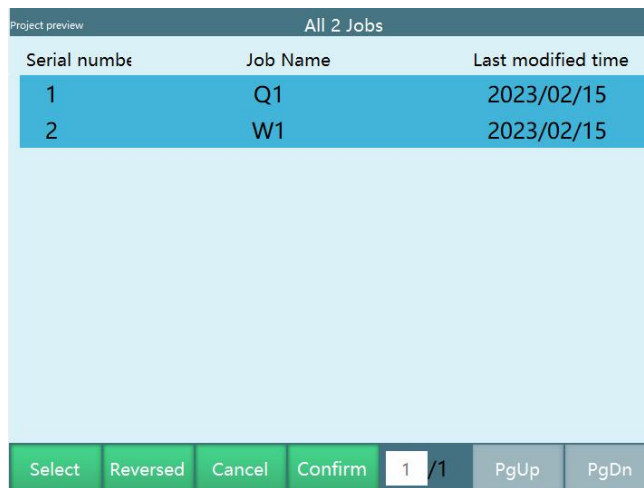 Project preview All 2 Jobs
Serial numbe Job Name Last modified time
1 Q1 2023/02/15
2 W1 2023/02/15
Select Reversed Cancel Confirm 1 /1 PgUp PgDn